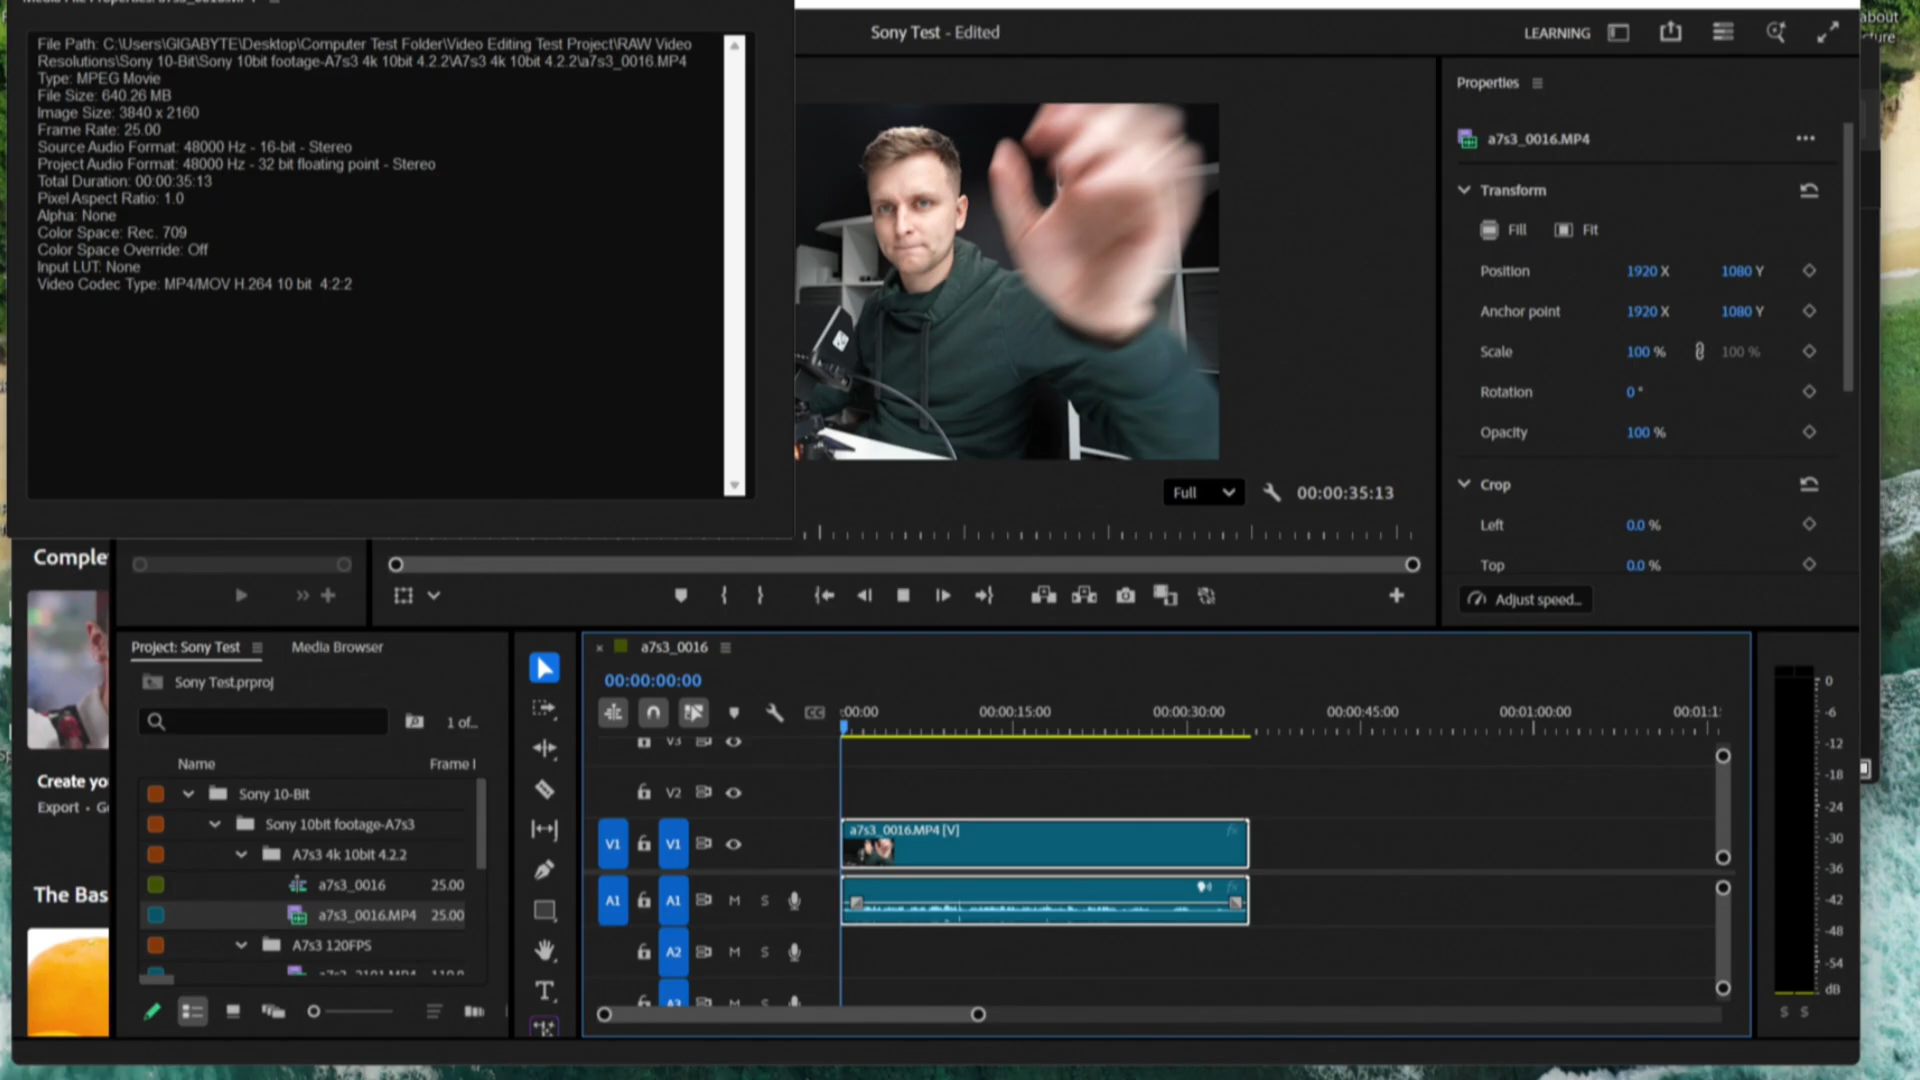 Sony Test - Edited
LEARNING
about
File Path: C:\Users\GIGABYTE\Desktop\Computer Test Folder\Video Editing Test Project\RAW Video
Resolutions\Sony 10-Bit\Sony 10bit footage-A7s3 4k 10bit 4.2.2\A7s3 4k 10bit 4.2.2\a7s3_0016.MP4
Type: MPEG Movie
File Size: 640.26 MB
Image Size: 3840 x 2160
Frame Rate: 25.00
Source Audio Format: 48000 Hz - 16-bit - Stereo
Project Audio Format: 48000 Hz - 32 bit floating point - Stereo
Total Duration: 00:00:35:13
Pixel Aspect Ratio: 1.0
Alpha: None
Color Space: Rec. 709
Color Space Override: Off
Input LUT: None
Video Codec Type: MP4/MOV H.264 10 bit 4:2:2
Full
00:00:35:13
Properties
a7s3_0016.MP4
Transform
Fill Fit
Position 1920 X 1080 Y
Anchor point 1920 X 1080 Y
Scale 100 % 100 %
Rotation 0 °
Opacity 100 %
Crop
Left 0.0 %
Top 0.0 %
Adjust speed...
Comple
Create yo
Export • Ge
The Bas
Project: Sony Test Media Browser
Sony Test.prproj
1 of...
Name Frame
Sony 10-Bit
Sony 10bit footage-A7s3
A7s3 4k 10bit 4.2.2
a7s3_0016 25.00
a7s3_0016.MP4 25.00
A7s3 120FPS
a7s3_0016
00:00:00:00
:00:00 00:00:15:00 00:00:30:00 00:00:45:00 00:01:00:00 00:01:1
V3
V2
V1 V1 a7s3_0016.MP4 [V] fx
A1 A1 M S fx
A2 M S
A3 M S
0
-6
-12
-18
-24
-30
-36
-42
-48
-54
dB
S S